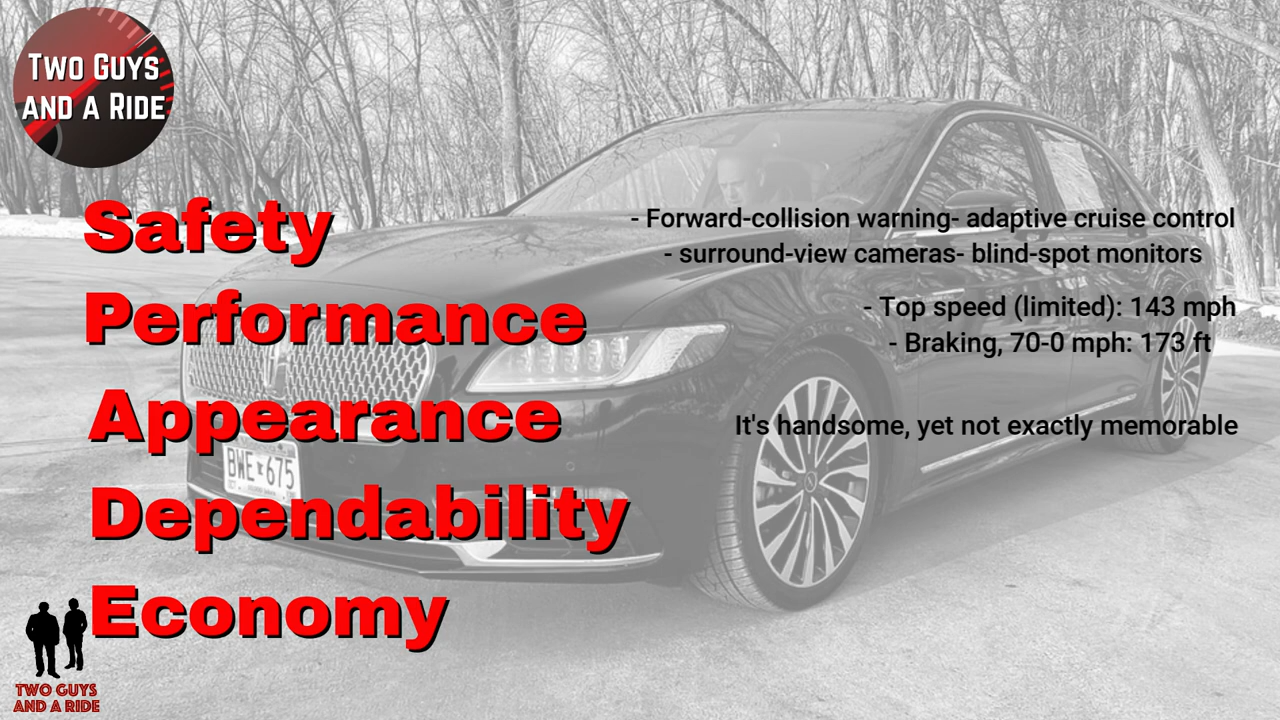 Two Guys
and a Ride
Safety
- Forward-collision warning- adaptive cruise control
- surround-view cameras- blind-spot monitors
Performance
- Top speed (limited): 143 mph
- Braking, 70-0 mph: 173 ft
Appearance
It's handsome, yet not exactly memorable
BWE 675
Dependability
Economy
TWO GUYS
AND A RIDE